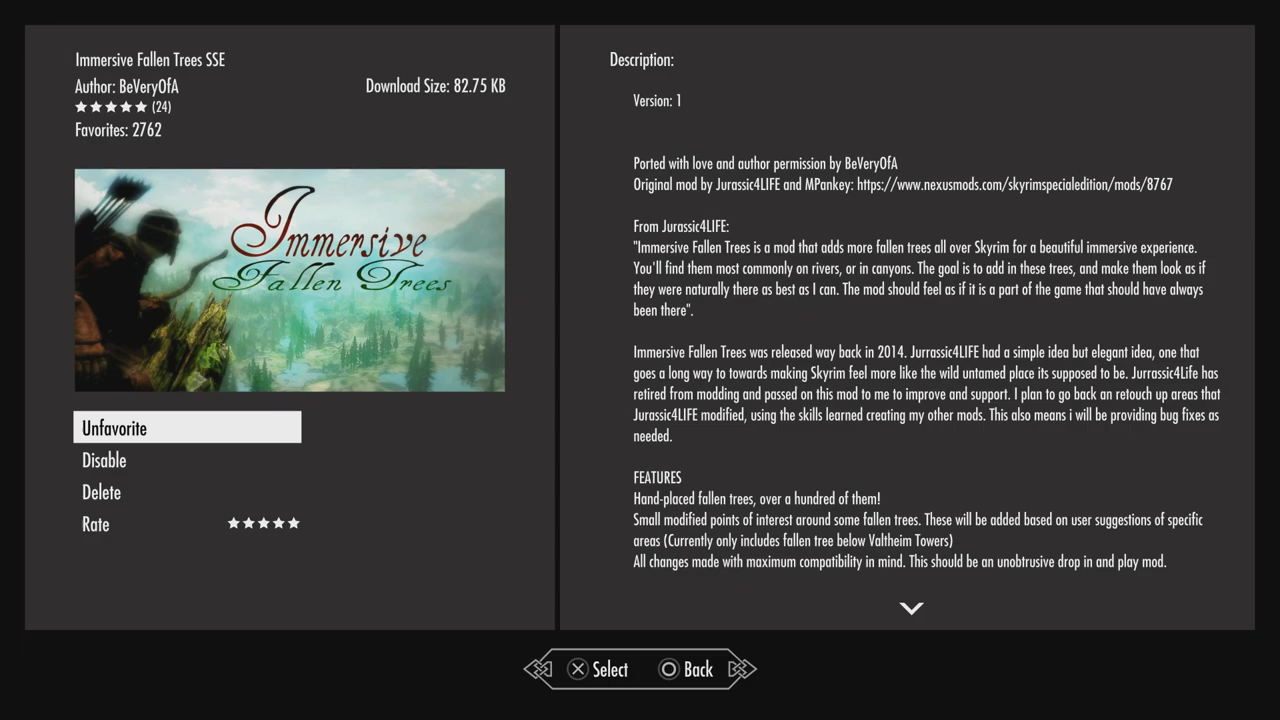 Immersive Fallen Trees SSE
Author: BeVeryOfA
Download Size: 82.75 KB
★★★★★ (24)
Favorites: 2762
Immersive
Fallen Trees
Unfavorite
Disable
Delete
Rate ★★★★★
Description:
Version: 1
Ported with love and author permission by BeVeryOfA
Original mod by Jurassic4LIFE and MPankey: https://www.nexusmods.com/skyrimspecialedition/mods/8767
From Jurassic4LIFE:
"Immersive Fallen Trees is a mod that adds more fallen trees all over Skyrim for a beautiful immersive experience.
You'll find them most commonly on rivers, or in canyons. The goal is to add in these trees, and make them look as if
they were naturally there as best as I can. The mod should feel as if it is a part of the game that should have always
been there".
Immersive Fallen Trees was released way back in 2014. Jurrassic4LIFE had a simple idea but elegant idea, one that
goes a long way to towards making Skyrim feel more like the wild untamed place its supposed to be. Jurrassic4Life has
retired from modding and passed on this mod to me to improve and support. I plan to go back an retouch up areas that
Jurassic4LIFE modified, using the skills learned creating my other mods. This also means i will be providing bug fixes as
needed.
FEATURES
Hand-placed fallen trees, over a hundred of them!
Small modified points of interest around some fallen trees. These will be added based on user suggestions of specific
areas (Currently only includes fallen tree below Valtheim Towers)
All changes made with maximum compatibility in mind. This should be an unobtrusive drop in and play mod.
Select
Back